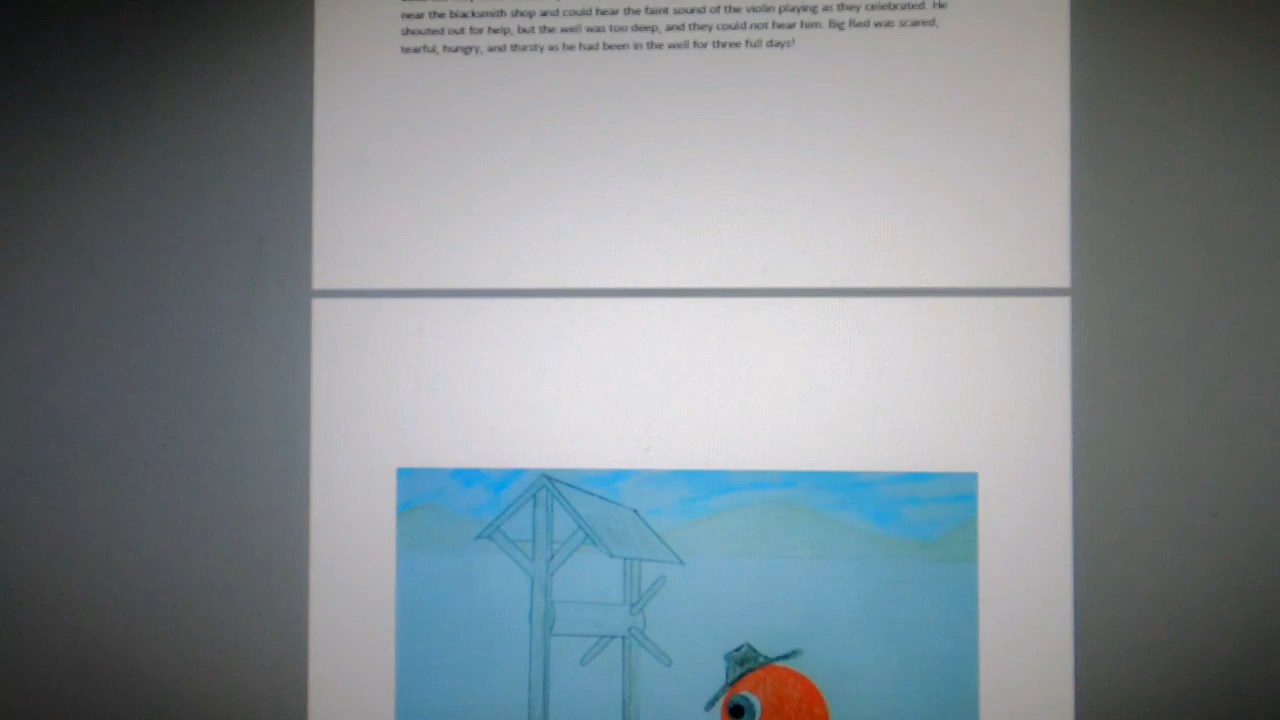 near the blacksmith shop and could hear the faint sound of the violin playing as they celebrated. He
shouted out for help, but the well was too deep, and they could not hear him. Big Red was scared,
tearful, hungry, and thirsty as he had been in the well for three full days!